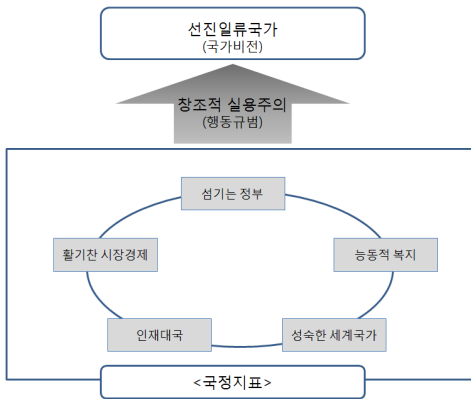 선진일류국가
(국가비전)
창조적 실용주의
(행동규범)
섬기는 정부
활기찬 시장경제
능동적 복지
인재대국
성숙한 세계국가
<국정지표>